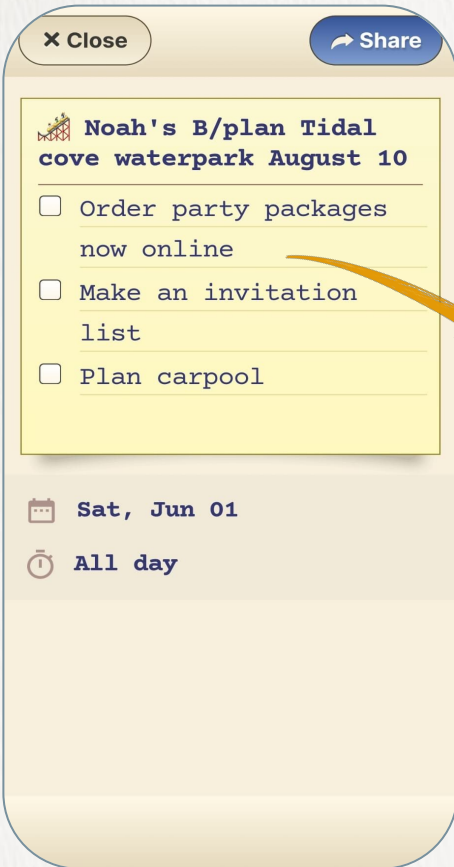 × Close
Share
Noah's B/plan Tidal
cove waterpark August 10
Order party packages
now online
Make an invitation
list
Plan carpool
Sat, Jun 01
All day